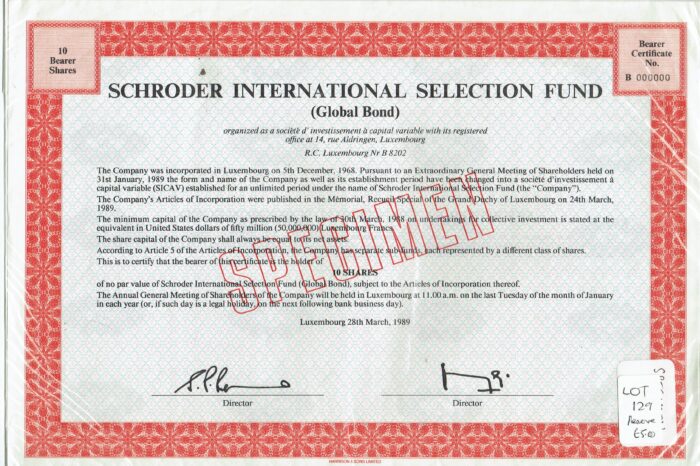 10
Bearer
Shares
Bearer
Certificate
No.
B 000000
SCHRODER INTERNATIONAL SELECTION FUND
(Global Bond)
organized as a société d' investissement à capital variable with its registered
office at 14, rue Aldringen, Luxembourg
R.C. Luxembourg Nr B 8202
The Company was incorporated in Luxembourg on 5th December, 1968. Pursuant to an Extraordinary General Meeting of Shareholders held on
31st January, 1989 the form and name of the Company as well as its establishment period have been changed into a société d'investissement à
capital variable (SICAV) established for an unlimited period under the name of Schroder International Selection Fund (the "Company").
The Company's Articles of Incorporation were published in the Mémorial, Recueil Special of the Grand-Duchy of Luxembourg on 24th March,
1989.
The minimum capital of the Company as prescribed by the law of 30th March, 1988 on undertakings for collective investment is stated at the
equivalent in United States dollars of fifty million (50,000,000) Luxembourg Francs.
The share capital of the Company shall always be equal to its net assets.
According to Article 5 of the Articles of Incorporation, the Company has separate sub-funds, each represented by a different class of shares.
This is to certify that the bearer of this certificate is the holder of
10 SHARES
of no par value of Schroder International Selection Fund (Global Bond), subject to the Articles of Incorporation thereof.
The Annual General Meeting of Shareholders of the Company will be held in Luxembourg at 11.00 a.m. on the last Tuesday of the month of January
in each year (or, if such day is a legal holiday, on the next following bank business day).
SPECIMEN
Luxembourg 28th March, 1989
Director
Director
LOT
129
Reserve
£50
HARRISON & SONS LIMITED